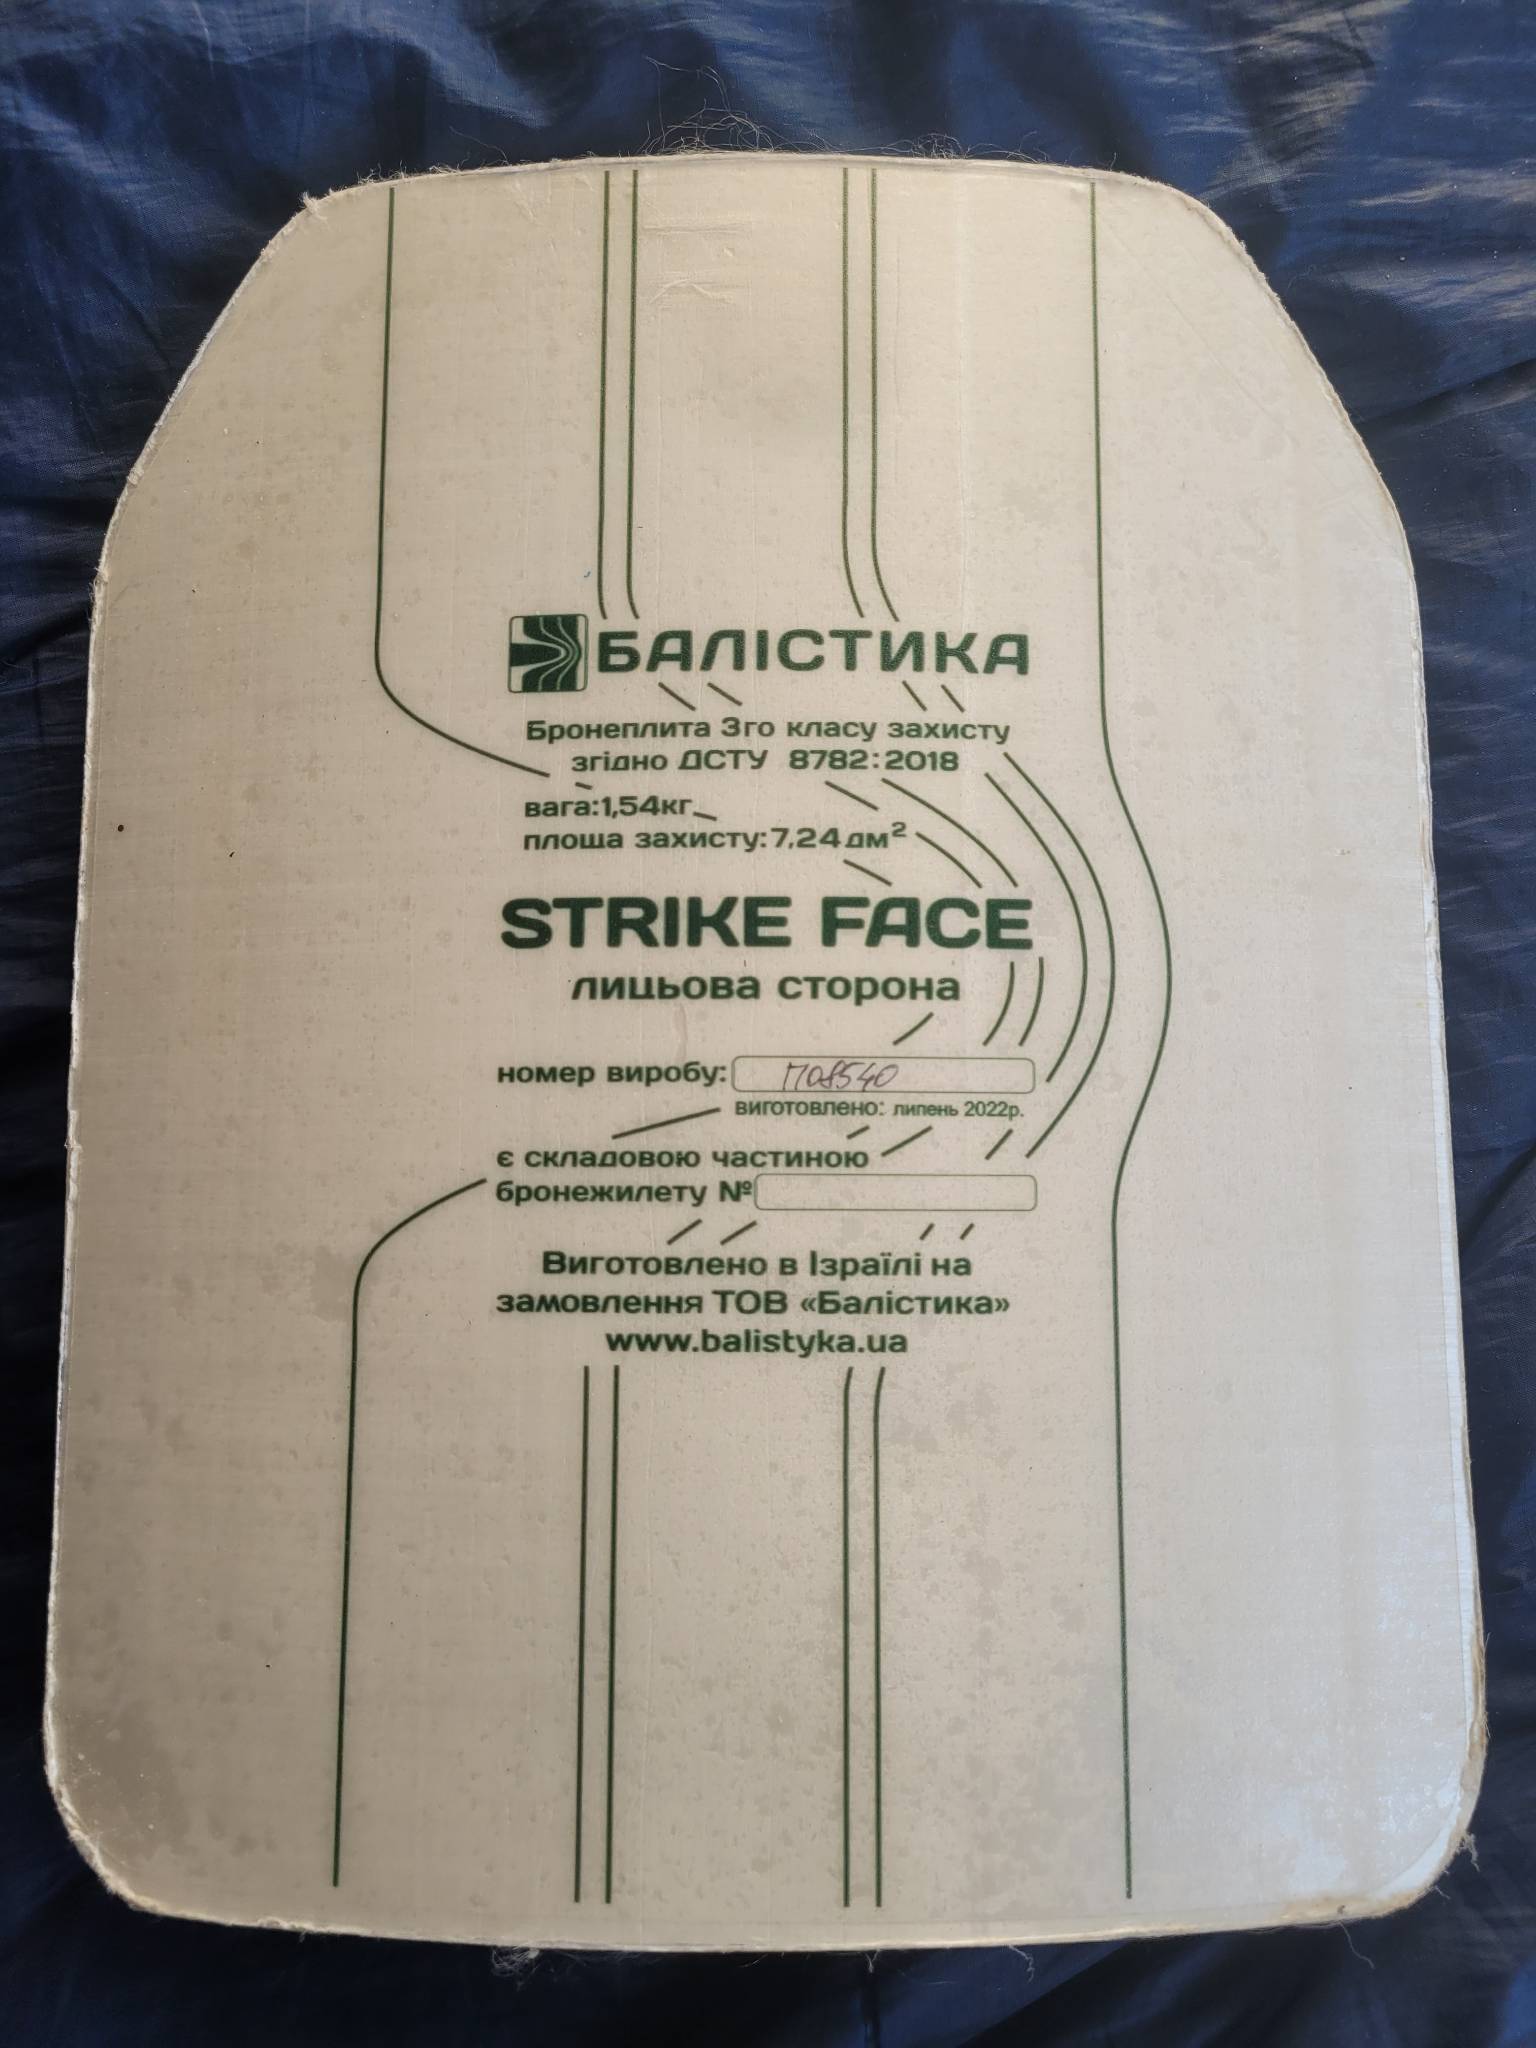 БАЛІСТИКА
Бронеплита 3го класу захисту
згідно ДСТУ 8782:2018
вага:1,54кг
площа захисту:7,24дм²
STRIKE FACE
лицьова сторона
номер виробу: П08540
виготовлено: липень 2022р.
є складовою частиною
бронежилету №
Виготовлено в Ізраїлі на
замовлення ТОВ «Балістика»
www.balistyka.ua